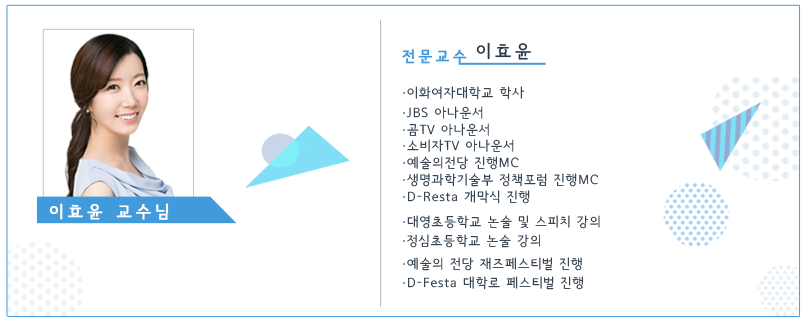 이효윤 교수님
전문교수 이효윤
·이화여자대학교 학사
·JBS 아나운서
·곰TV 아나운서
·소비자TV 아나운서
·예술의전당 진행MC
·생명과학기술부 정책포럼 진행MC
·D-Resta 개막식 진행
·대영초등학교 논술 및 스피치 강의
·정심초등학교 논술 강의
·예술의 전당 재즈페스티벌 진행
·D-Festa 대학로 페스티벌 진행